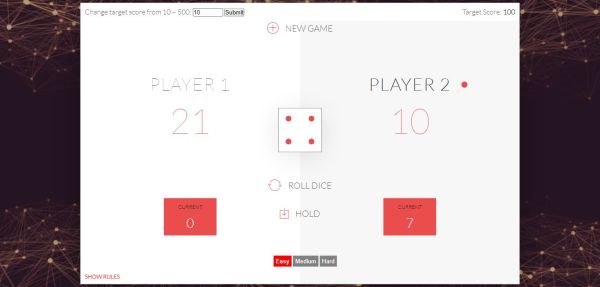 Change target score from 10 – 500: 10 Submit
Target Score: 100
NEW GAME
PLAYER 1
PLAYER 2
21
10
ROLL DICE
HOLD
CURRENT
0
CURRENT
7
Easy Medium Hard
SHOW RULES